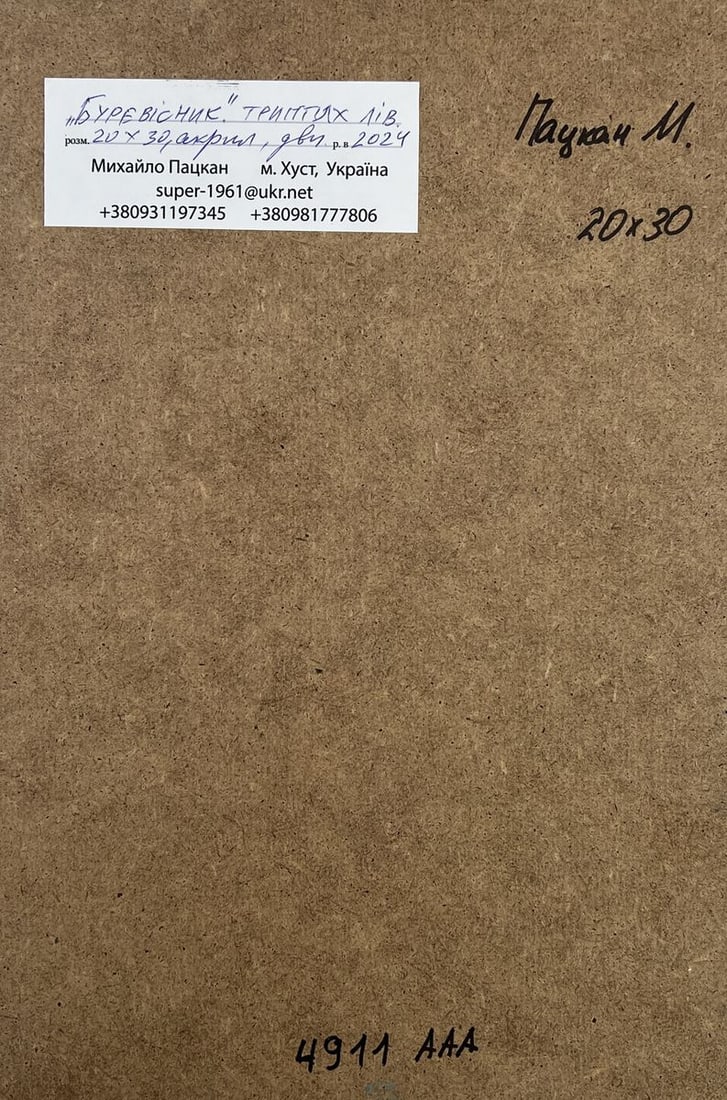 „Буревісник." триптих лів.
розм. 20 х 30, акрил, двп. р. в 2024
Михайло Пацкан м. Хуст, Україна
super-1961@ukr.net
+380931197345 +380981777806
Пацкан М.
20х30
4911 ААА